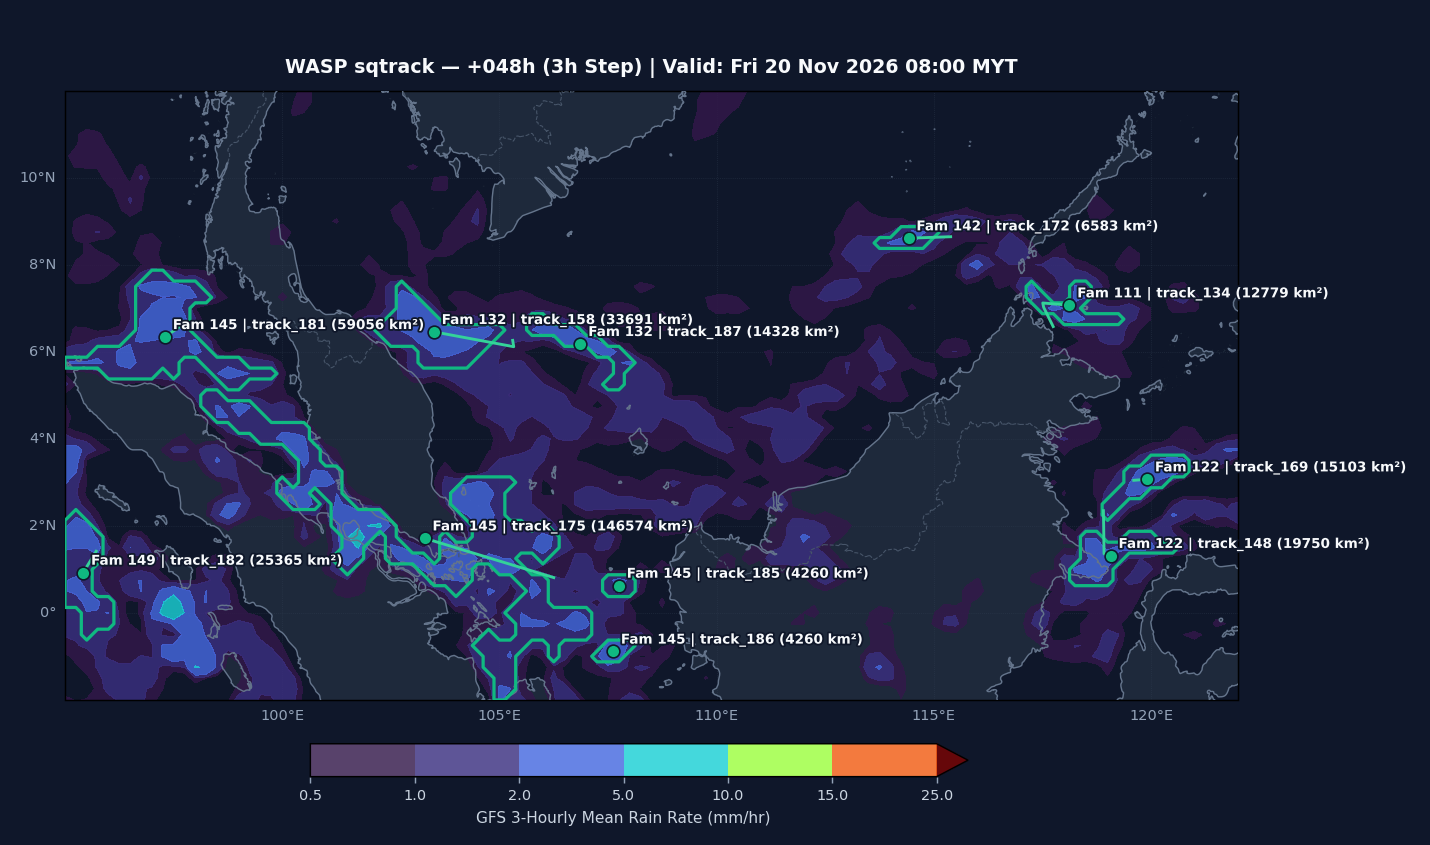 WASP sqtrack — +048h (3h Step) | Valid: Fri 20 Nov 2026 08:00 MYT
10°N
8°N
6°N
4°N
2°N
0°
Fam 142 | track_172 (6583 km²)
Fam 111 | track_134 (12779 km²)
Fam 145 | track_181 (59056 km²)
Fam 132 | track_158 (33691 km²)
Fam 132 | track_187 (14328 km²)
Fam 122 | track_169 (15103 km²)
Fam 145 | track_175 (146574 km²)
Fam 122 | track_148 (19750 km²)
Fam 149 | track_182 (25365 km²)
Fam 145 | track_185 (4260 km²)
Fam 145 | track_186 (4260 km²)
100°E 105°E 110°E 115°E 120°E
0.5 1.0 2.0 5.0 10.0 15.0 25.0
GFS 3-Hourly Mean Rain Rate (mm/hr)